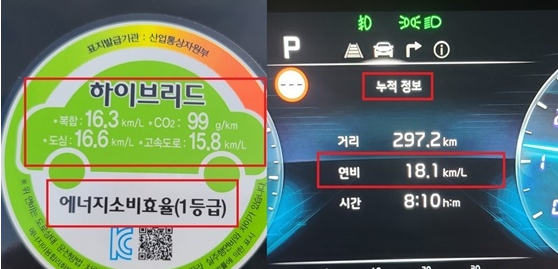 표지발급기관 : 산업통상자원부
하이브리드
•복합: 16.3 km/L •CO2: 99 g/km
•도심: 16.6 km/L •고속도로: 15.8 km/L
에너지소비효율(1등급)
P
누적 정보
거리 297.2 km
연비 18.1 km/L
시간 8:10 h:m